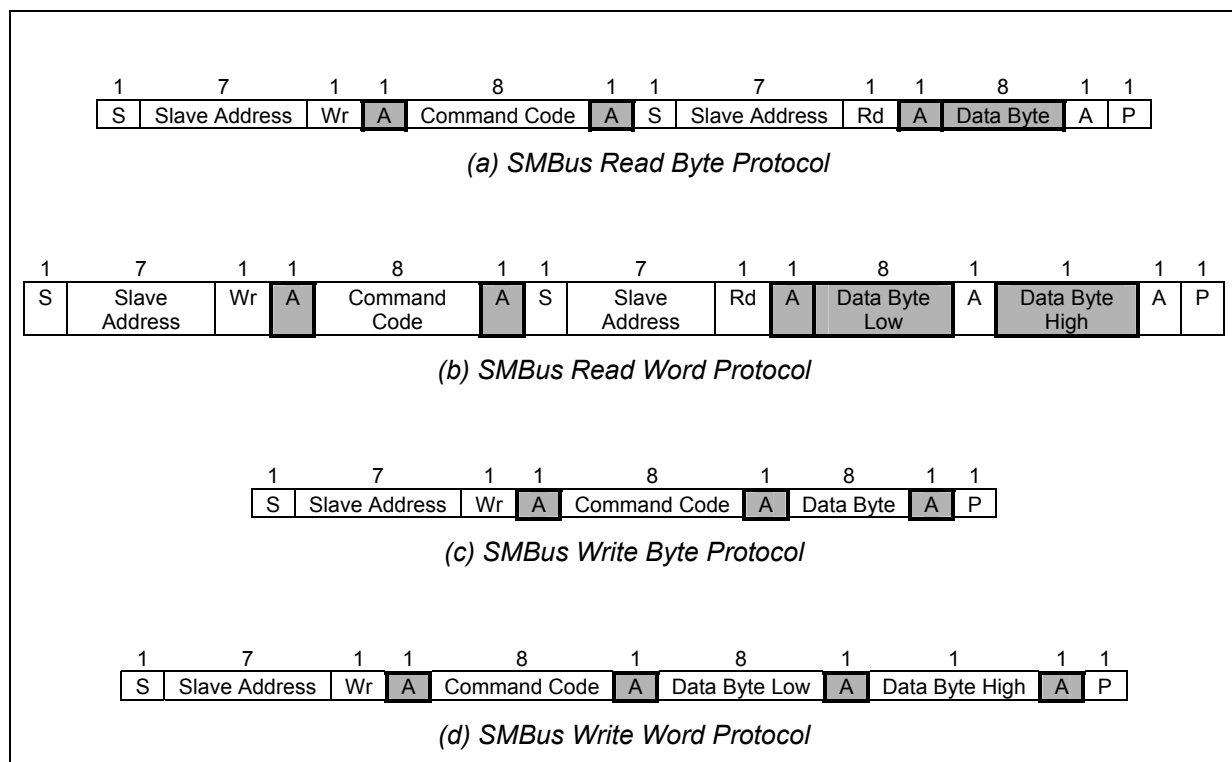 1 7 1 1 8 1 1 7 1 1 8 1 1
S Slave Address Wr A Command Code A S Slave Address Rd A Data Byte A P
(a) SMBus Read Byte Protocol
1 7 1 1 8 1 1 7 1 1 8 1 1 1 1
S Slave Wr A Command A S Slave Rd A Data Byte A Data Byte A P
Address Code Address Low High
(b) SMBus Read Word Protocol
1 7 1 1 8 1 8 1 1
S Slave Address Wr A Command Code A Data Byte A P
(c) SMBus Write Byte Protocol
1 7 1 1 8 1 8 1 1 1 1
S Slave Address Wr A Command Code A Data Byte Low A Data Byte High A P
(d) SMBus Write Word Protocol